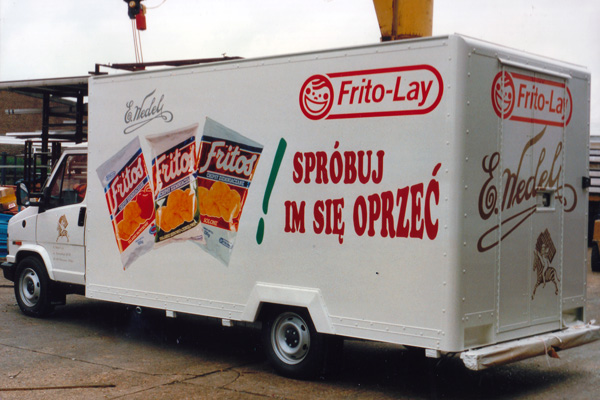 E. Wedel
Frito-Lay
Fritos
Fritos
Fritos
!
SPRÓBUJ
IM SIĘ OPRZEĆ
Frito-Lay
E. Wedel